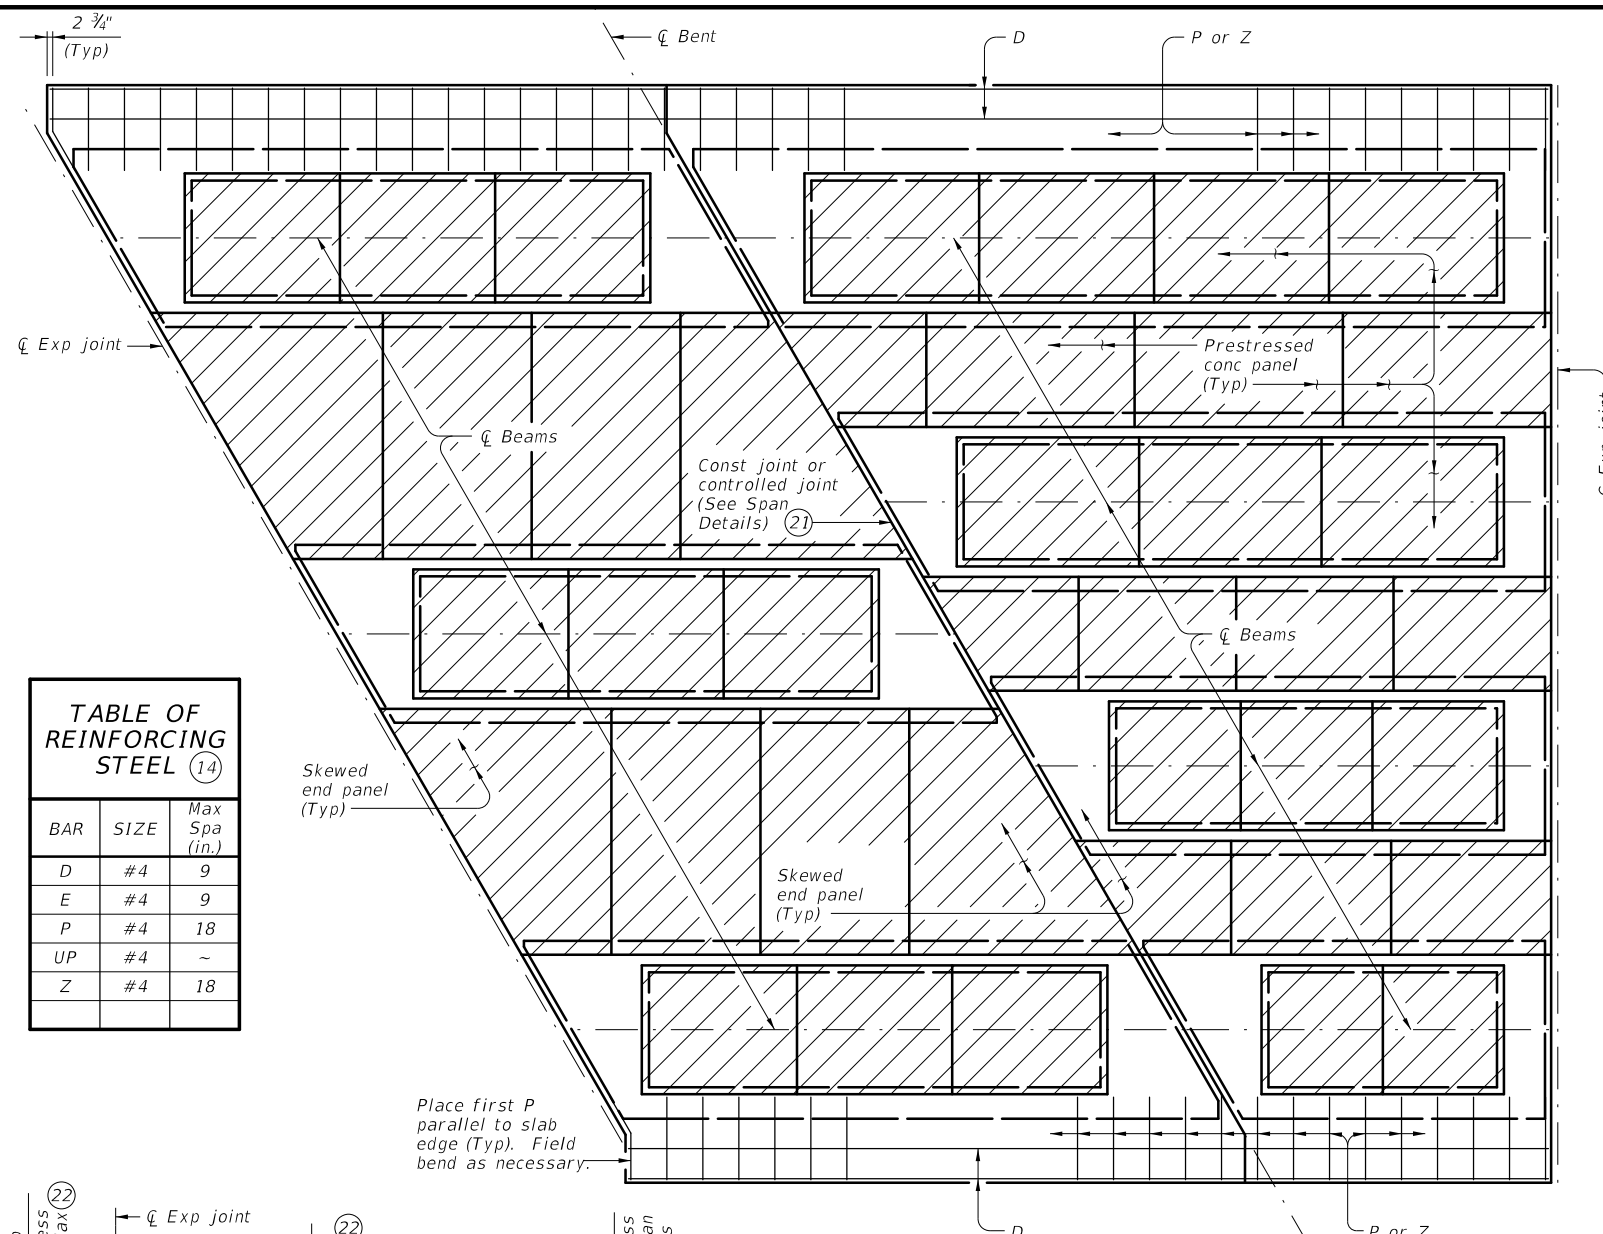 2 ¾"
(Typ)
℄ Bent
D
P or Z
℄ Exp joint
℄ Beams
Prestressed
conc panel
(Typ)
Const joint or
controlled joint
(See Span
Details) 21
℄ Beams
TABLE OF
REINFORCING
STEEL 14
BAR SIZE Max Spa (in.)
D #4 9
E #4 9
P #4 18
UP #4 ~
Z #4 18
Skewed
end panel
(Typ)
Skewed
end panel
(Typ)
Place first P
parallel to slab
edge (Typ). Field
bend as necessary.
22
℄ Exp joint
22
D
P or Z